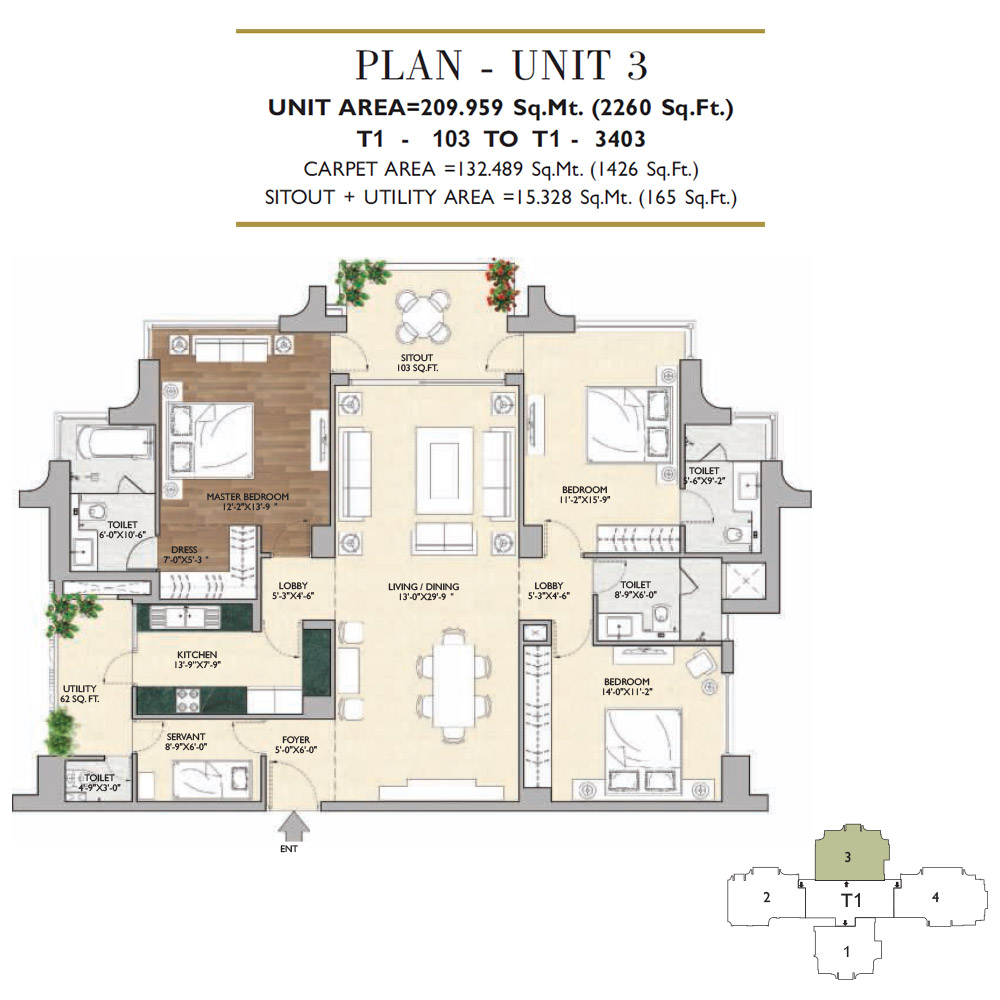 PLAN - UNIT 3
UNIT AREA=209.959 Sq.Mt. (2260 Sq.Ft.)
T1 - 103 TO T1 - 3403
CARPET AREA =132.489 Sq.Mt. (1426 Sq.Ft.)
SITOUT + UTILITY AREA =15.328 Sq.Mt. (165 Sq.Ft.)
SITOUT
103 SQ.FT.
MASTER BEDROOM
12'-2"X13'-9 "
BEDROOM
11'-2"X15'-9"
TOILET
5'-6"X9'-2"
TOILET
6'-0"X10'-6"
DRESS
7'-0"X5'-3 "
LOBBY
5'-3"X4'-6"
LIVING / DINING
13'-0"X29'-9 "
LOBBY
5'-3"X4'-6"
TOILET
8'-9"X6'-0"
KITCHEN
13'-9"X7'-9"
UTILITY
62 SQ. FT.
BEDROOM
14'-0"X11'-2"
SERVANT
8'-9"X6'-0"
FOYER
5'-0"X6'-0"
TOILET
4'-9"X3'-0"
ENT
3
2
T1
4
1